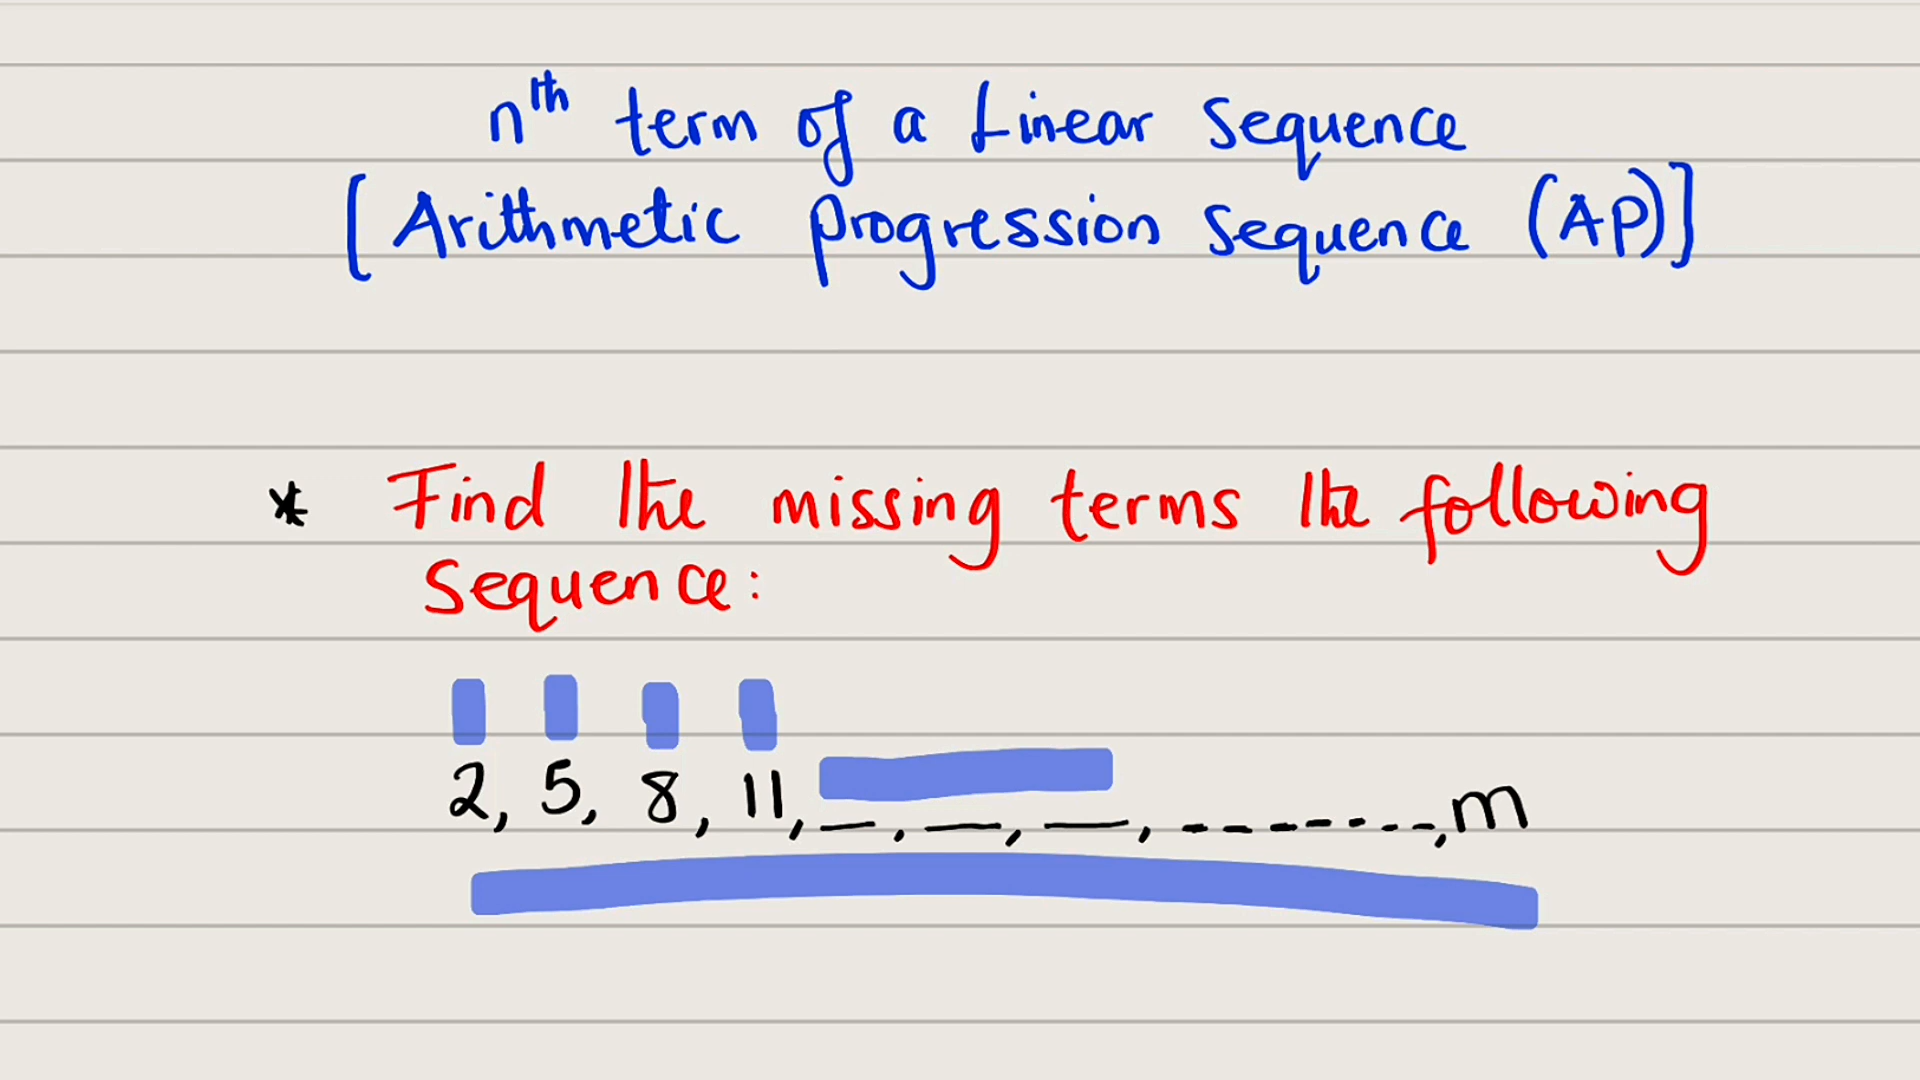 nth term of a Linear Sequence
[Arithmetic progression Sequence (AP)]
* Find the missing terms the following
Sequence:
2, 5, 8, 11, __, __, __, --------, m